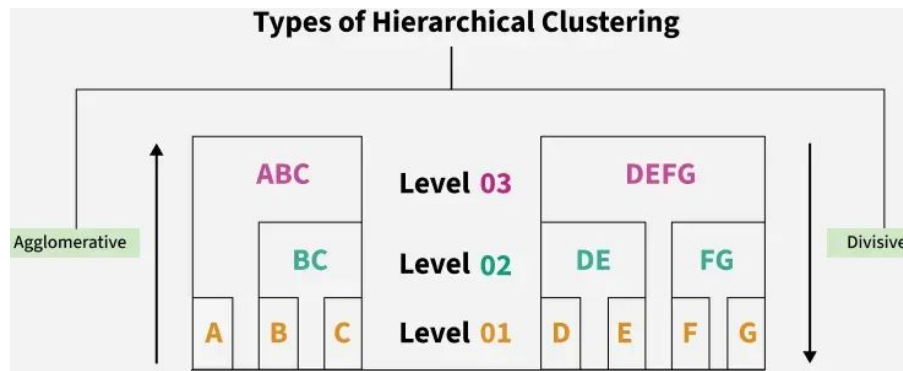 Types of Hierarchical Clustering
ABC
Level 03
DEFG
Agglomerative
Divisive
BC
Level 02
DE
FG
A
B
C
Level 01
D
E
F
G